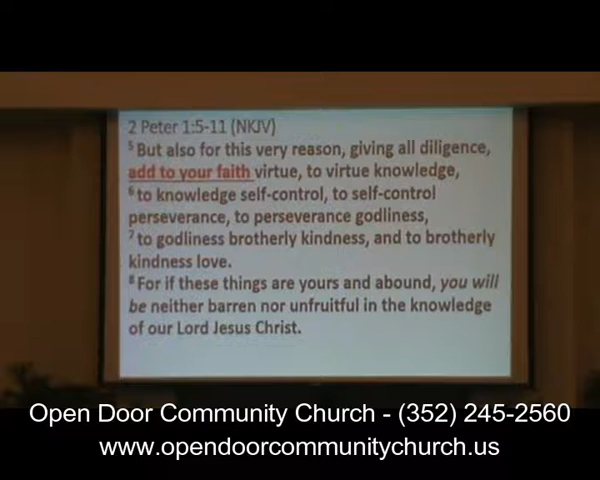 2 Peter 1:5-11 (NKJV)
5 But also for this very reason, giving all diligence,
add to your faith virtue, to virtue knowledge,
6 to knowledge self-control, to self-control
perseverance, to perseverance godliness,
7 to godliness brotherly kindness, and to brotherly
kindness love.
8 For if these things are yours and abound, you will
be neither barren nor unfruitful in the knowledge
of our Lord Jesus Christ.
Open Door Community Church - (352) 245-2560
www.opendoorcommunitychurch.us